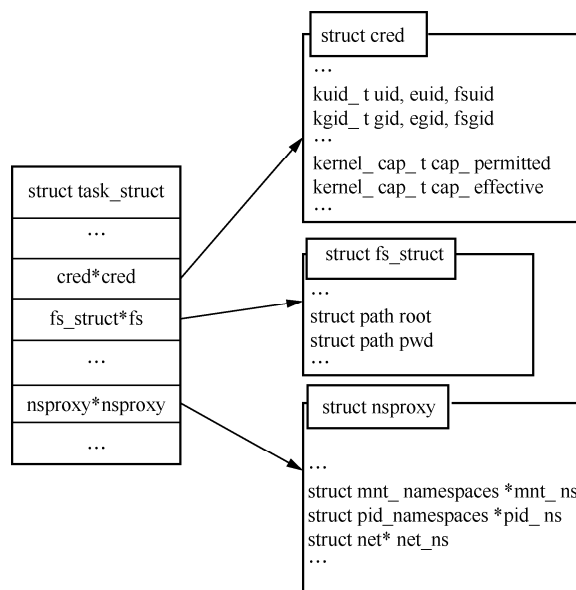 struct task_struct
…
cred*cred
fs_struct*fs
…
nsproxy*nsproxy
…
struct cred
…
kuid_ t uid, euid, fsuid
kgid_ t gid, egid, fsgid
…
kernel_ cap_ t cap_ permitted
kernel_ cap_ t cap_ effective
…
struct fs_struct
…
struct path root
struct path pwd
…
struct nsproxy
…
struct mnt_ namespaces *mnt_ ns
struct pid_namespaces *pid_ ns
struct net* net_ns
…